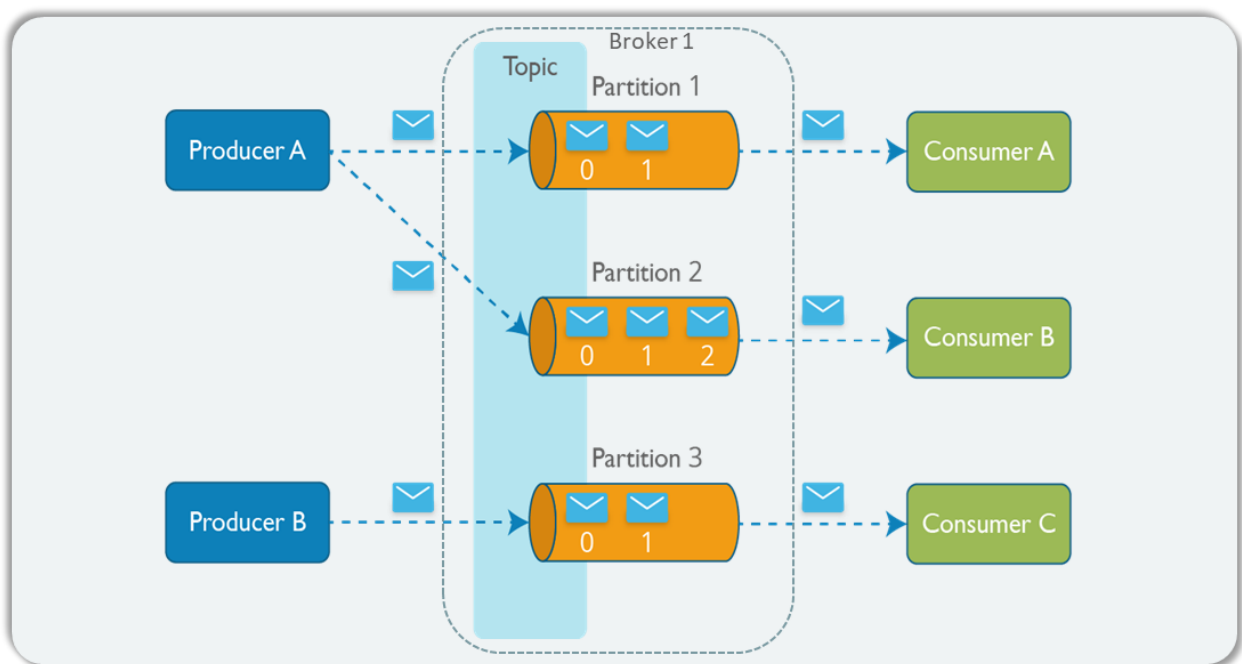 Broker 1
Topic
Partition 1
Producer A
0 1
Consumer A
Partition 2
0 1 2
Consumer B
Partition 3
Producer B
0 1
Consumer C